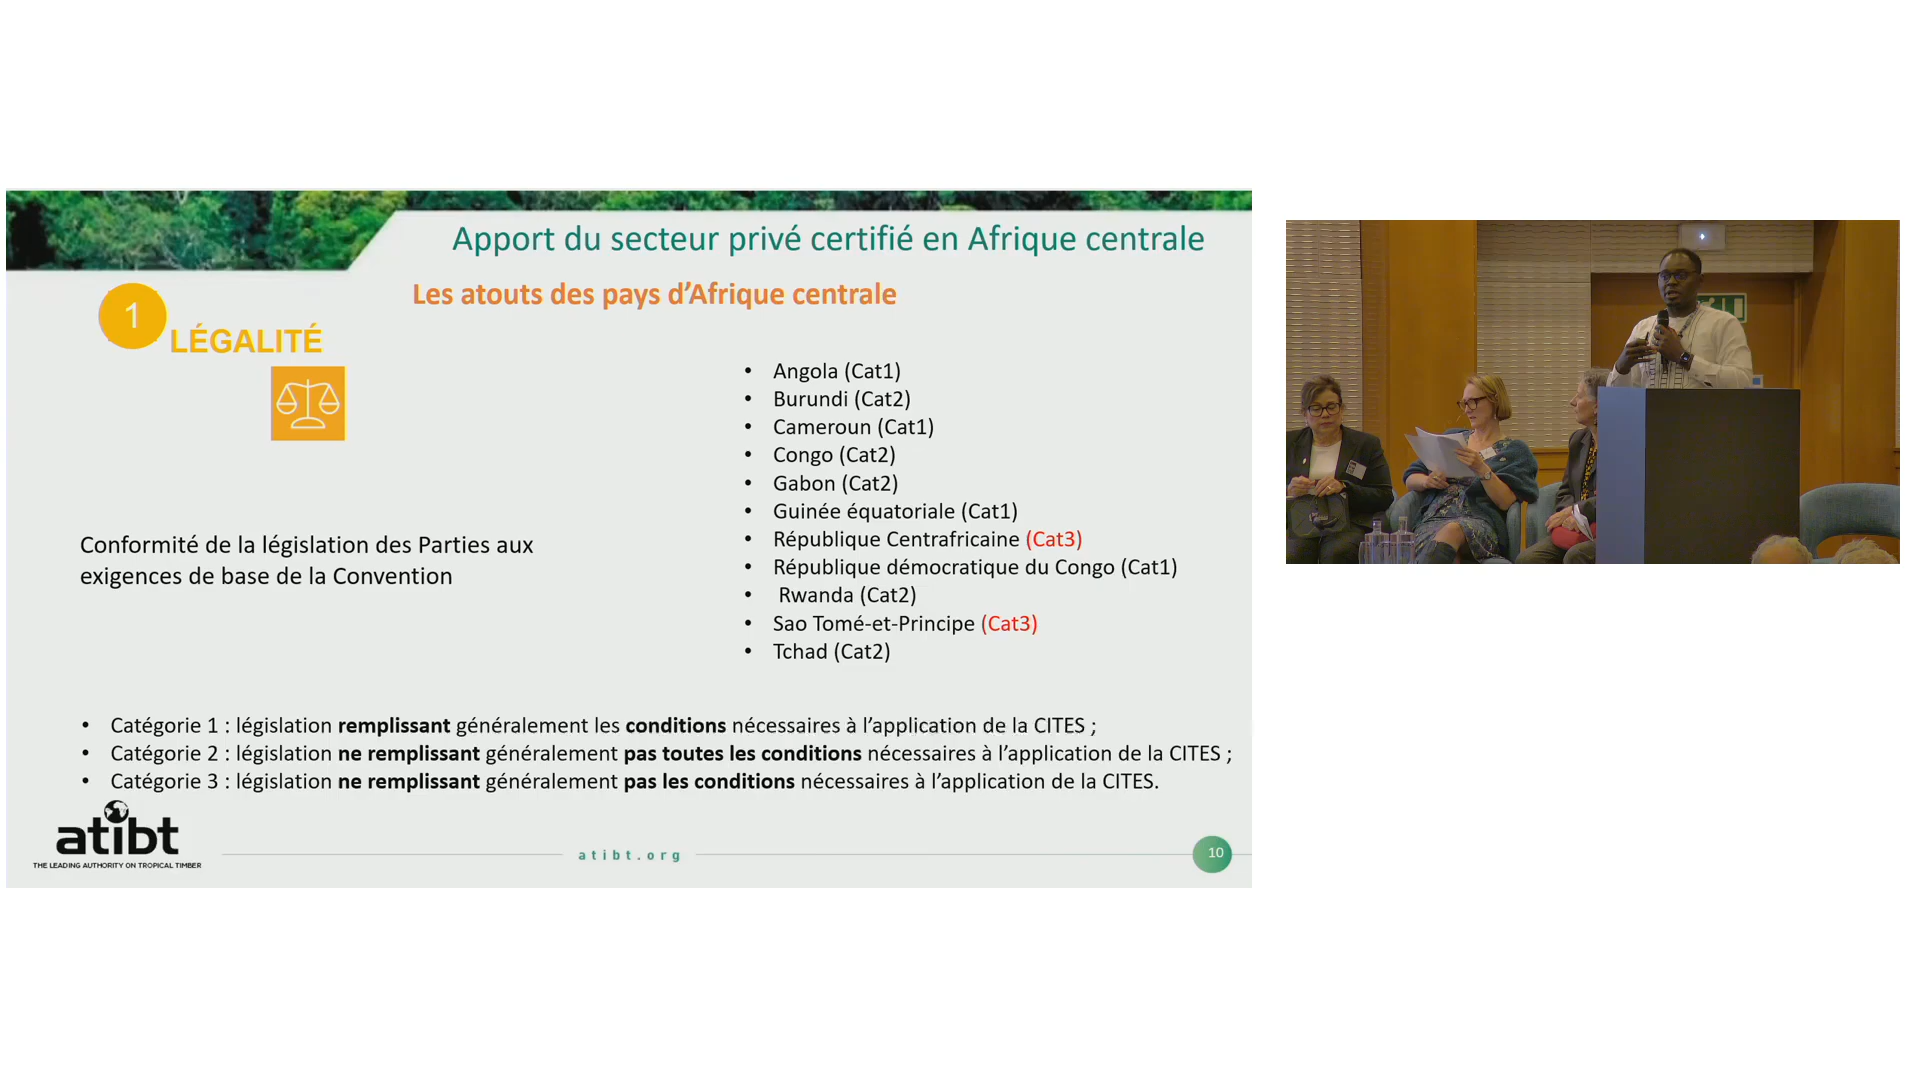 Apport du secteur privé certifié en Afrique centrale
Les atouts des pays d’Afrique centrale
1
LÉGALITÉ
Conformité de la législation des Parties aux
exigences de base de la Convention
• Angola (Cat1)
• Burundi (Cat2)
• Cameroun (Cat1)
• Congo (Cat2)
• Gabon (Cat2)
• Guinée équatoriale (Cat1)
• République Centrafricaine (Cat3)
• République démocratique du Congo (Cat1)
• Rwanda (Cat2)
• Sao Tomé-et-Principe (Cat3)
• Tchad (Cat2)
• Catégorie 1 : législation remplissant généralement les conditions nécessaires à l’application de la CITES ;
• Catégorie 2 : législation ne remplissant généralement pas toutes les conditions nécessaires à l’application de la CITES ;
• Catégorie 3 : législation ne remplissant généralement pas les conditions nécessaires à l’application de la CITES.
atibt
THE LEADING AUTHORITY ON TROPICAL TIMBER
atibt.org
10